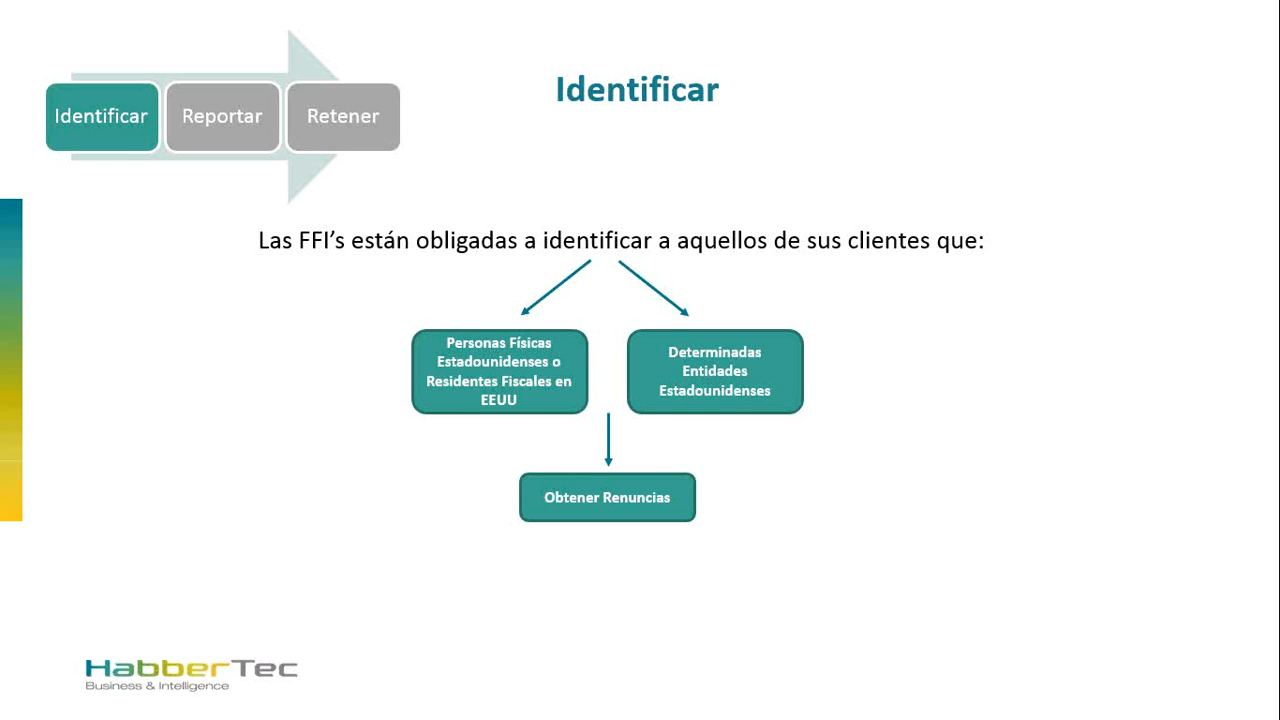 Identificar
Identificar
Reportar
Retener
Las FFI’s están obligadas a identificar a aquellos de sus clientes que:
Personas Físicas
Estadounidenses o
Residentes Fiscales en
EEUU
Determinadas
Entidades
Estadounidenses
Obtener Renuncias
HabberTec
Business & Intelligence